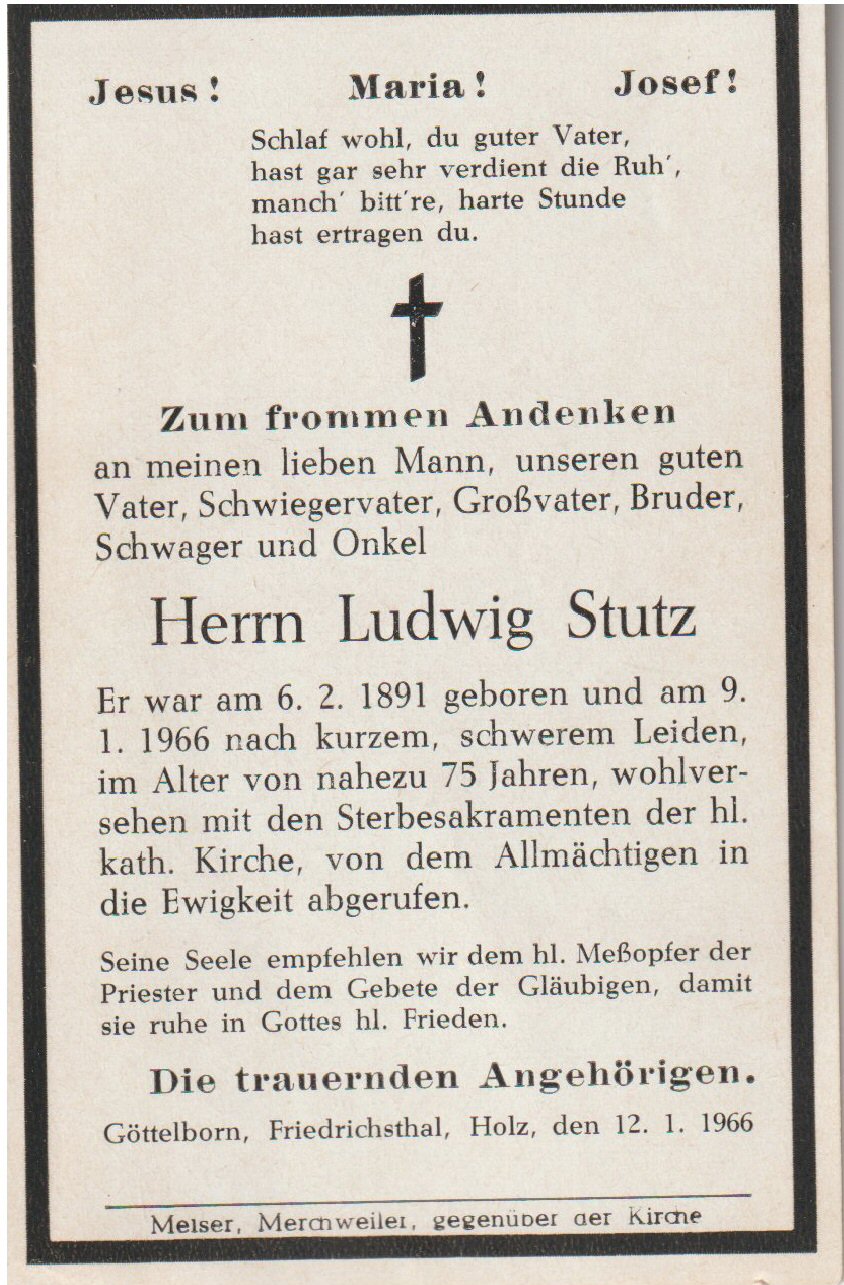 Jesus! Maria! Josef!
Schlaf wohl, du guter Vater,
hast gar sehr verdient die Ruh',
manch' bitt're, harte Stunde
hast ertragen du.
Zum frommen Andenken
an meinen lieben Mann, unseren guten
Vater, Schwiegervater, Großvater, Bruder,
Schwager und Onkel
Herrn Ludwig Stutz
Er war am 6. 2. 1891 geboren und am 9.
1. 1966 nach kurzem, schwerem Leiden,
im Alter von nahezu 75 Jahren, wohlver-
sehen mit den Sterbesakramenten der hl.
kath. Kirche, von dem Allmächtigen in
die Ewigkeit abgerufen.
Seine Seele empfehlen wir dem hl. Meßopfer der
Priester und dem Gebete der Gläubigen, damit
sie ruhe in Gottes hl. Frieden.
Die trauernden Angehörigen.
Göttelborn, Friedrichsthal, Holz, den 12. 1. 1966
Meiser, Merchweiler, gegenüber der Kirche